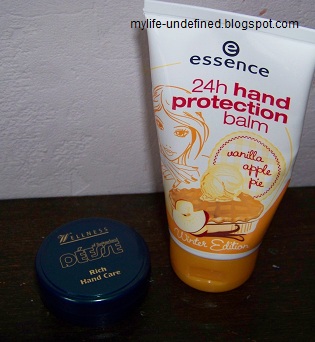 mylife-undefined.blogspot.com
e
essence
24h hand
protection
balm
vanilla
apple
pie
Winter Edition
WELLNESS
DÉESSE
Rich
Hand Care